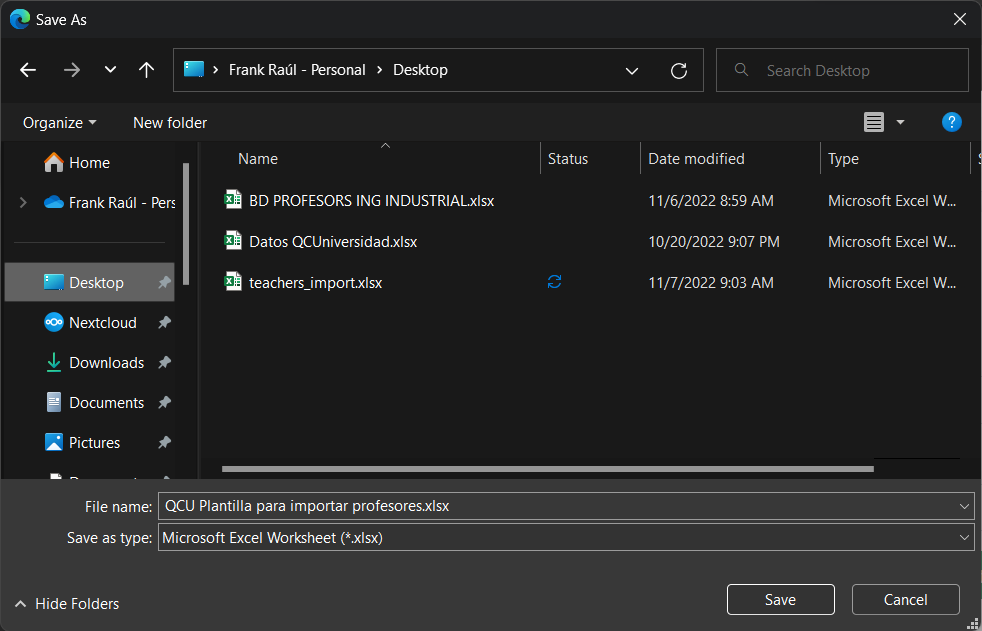 Save As
Frank Raúl - Personal > Desktop
Search Desktop
Organize
New folder
Name
Status
Date modified
Type
Home
Frank Raúl - Pers
Desktop
Nextcloud
Downloads
Documents
Pictures
BD PROFESORS ING INDUSTRIAL.xlsx
11/6/2022 8:59 AM
Microsoft Excel W...
Datos QCUniversidad.xlsx
10/20/2022 9:07 PM
Microsoft Excel W...
teachers_import.xlsx
11/7/2022 9:03 AM
Microsoft Excel W...
File name: QCU Plantilla para importar profesores.xlsx
Save as type: Microsoft Excel Worksheet (*.xlsx)
Hide Folders
Save
Cancel